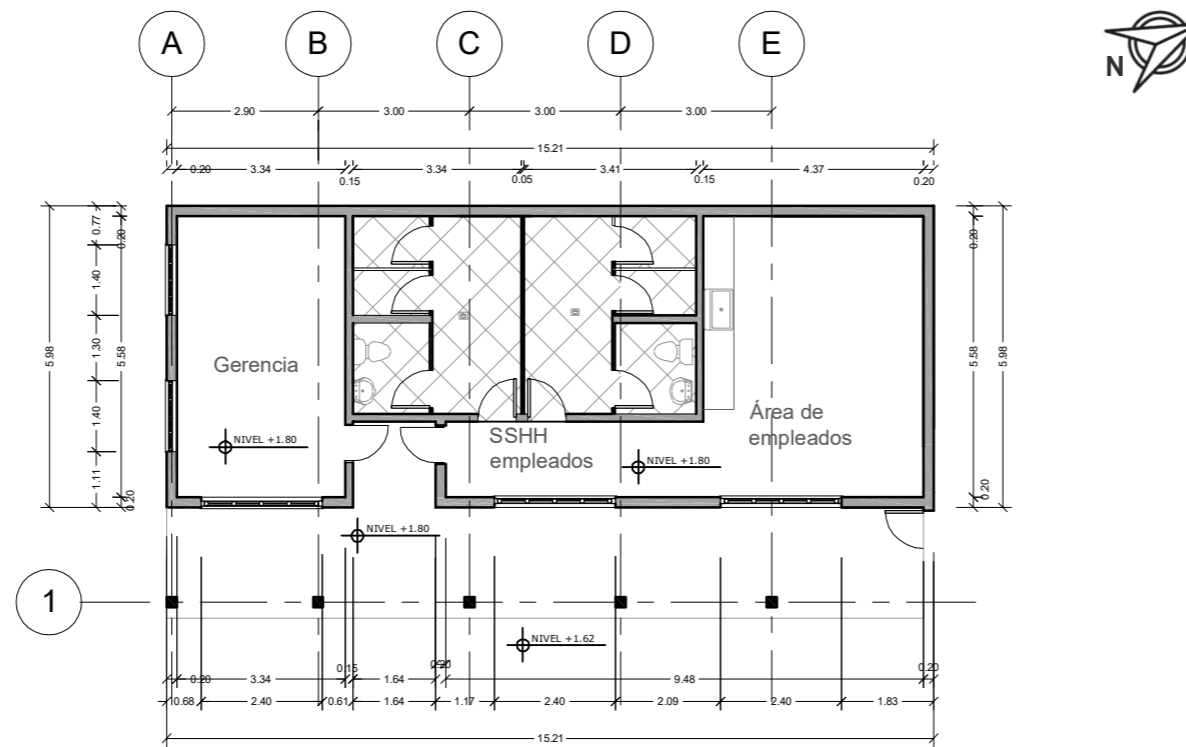 A B C D E
N
2.90 3.00 3.00 3.00
15.21
0.20 3.34 0.15 3.34 0.05 3.41 0.15 4.37 0.20
5.98
0.77
1.40
1.30
1.40
1.11
0.20
5.58
0.20
Gerencia
NIVEL +1.80
SSHH
empleados
Área de
empleados
NIVEL +1.80
0.20
5.58
0.20
5.98
NIVEL +1.80
1
NIVEL +1.62
0.20 3.34 0.15 1.64 0.20 9.48 0.20
0.68 2.40 0.61 1.64 1.17 2.40 2.09 2.40 1.83
15.21